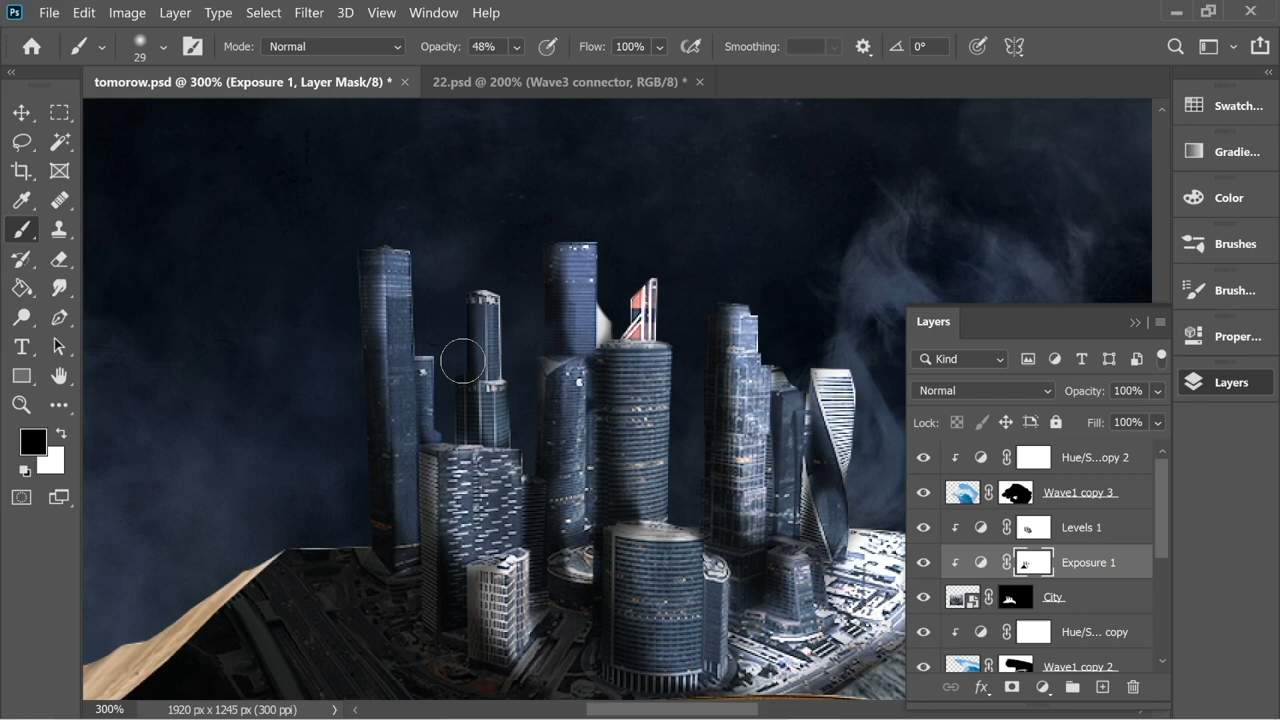 Ps File Edit Image Layer Type Select Filter 3D View Window Help
29 Mode: Normal Opacity: 48% Flow: 100% Smoothing: 0°
tomorow.psd @ 300% (Exposure 1, Layer Mask/8) * × 22.psd @ 200% (Wave3 connector, RGB/8) * ×
Swatch...
Gradie...
Color
Brushes
Brush...
Proper...
Layers
Layers
Kind
Normal Opacity: 100%
Lock: Fill: 100%
Hue/S...opy 2
Wave1 copy 3
Levels 1
Exposure 1
City
Hue/S... copy
Wave1 copy 2
fx
300% 1920 px x 1245 px (300 ppi)